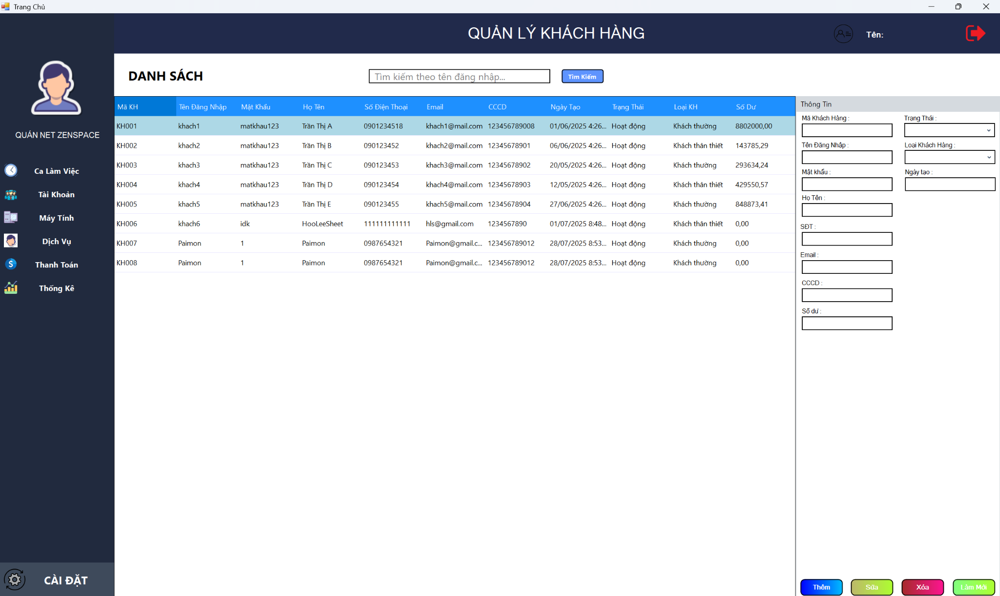 Trang Chủ
QUẢN LÝ KHÁCH HÀNG
Tên:
QUÁN NET ZENSPACE
Ca Làm Việc
Tài Khoản
Máy Tính
Dịch Vụ
Thanh Toán
Thống Kê
CÀI ĐẶT
DANH SÁCH
Tìm kiếm theo tên đăng nhập...
Tìm Kiếm
Mã KH Tên Đăng Nhập Mật Khẩu Họ Tên Số Điện Thoại Email CCCD Ngày Tạo Trạng Thái Loại KH Số Dư
KH001 khach1 matkhau123 Trần Thị A 0901234518 khach1@mail.com 123456789008 01/06/2025 4:26... Hoạt động Khách thường 8802000,00
KH002 khach2 matkhau123 Trần Thị B 090123452 khach2@mail.com 12345678901 06/06/2025 4:26... Hoạt động Khách thân thiết 143785,29
KH003 khach3 matkhau123 Trần Thị C 090123453 khach3@mail.com 12345678902 20/05/2025 4:26... Hoạt động Khách thường 293634,24
KH004 khach4 matkhau123 Trần Thị D 090123454 khach4@mail.com 12345678903 12/05/2025 4:26... Hoạt động Khách thân thiết 429550,57
KH005 khach5 matkhau123 Trần Thị E 090123455 khach5@mail.com 12345678904 27/06/2025 4:26... Hoạt động Khách thường 848873,41
KH006 khach6 idk HooLeeSheet 111111111111 hls@gmail.com 1234567890 01/07/2025 8:48... Hoạt động Khách thân thiết 0,00
KH007 Paimon 1 Paimon 0987654321 Paimon@gmail.c... 123456789012 28/07/2025 8:53... Hoạt động Khách thường 0,00
KH008 Paimon 1 Paimon 0987654321 Paimon@gmail.c... 123456789012 28/07/2025 8:53... Hoạt động Khách thường 0,00
Thông Tin
Mã Khách Hàng : Trạng Thái :
Tên Đăng Nhập : Loại Khách Hàng :
Mật khẩu : Ngày tạo :
Họ Tên :
SĐT :
Email :
CCCD :
Số dư :
Thêm Sửa Xóa Làm Mới